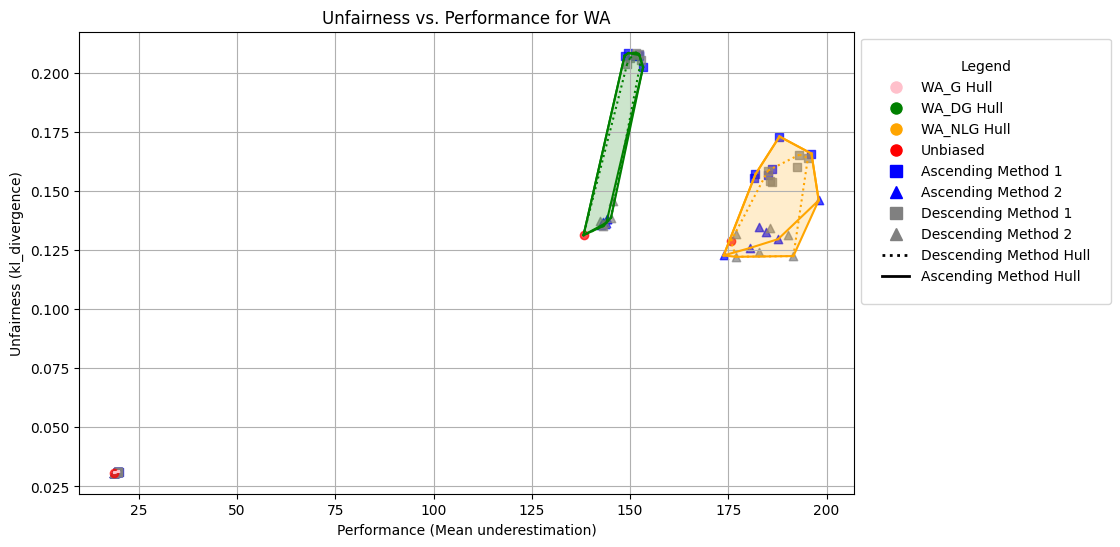 Unfairness vs. Performance for WA
Unfairness (kl_divergence)
0.200
0.175
0.150
0.125
0.100
0.075
0.050
0.025
25
50
75
100
125
150
175
200
Performance (Mean underestimation)
Legend
WA_G Hull
WA_DG Hull
WA_NLG Hull
Unbiased
Ascending Method 1
Ascending Method 2
Descending Method 1
Descending Method 2
Descending Method Hull
Ascending Method Hull